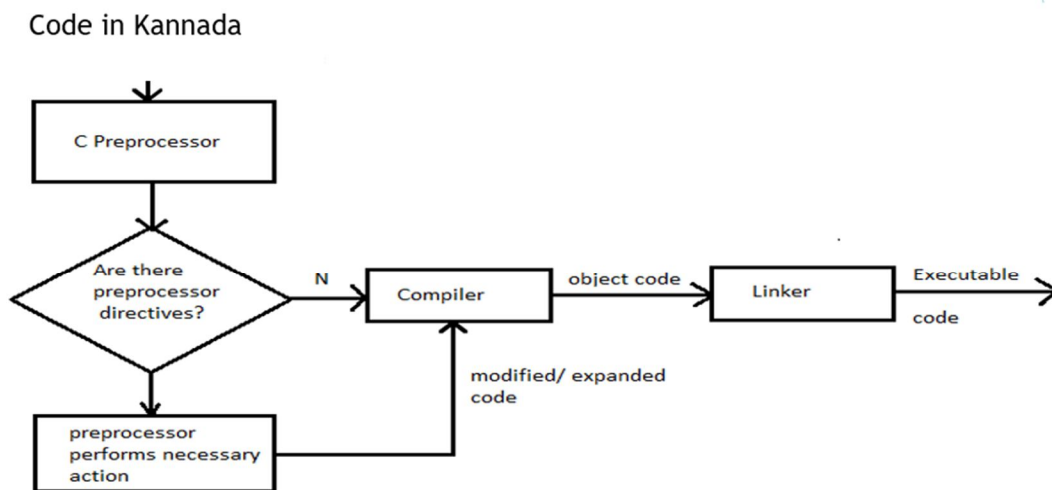 Code in Kannada
C Preprocessor
Are there
preprocessor
directives?
N
Compiler
object code
Linker
Executable
code
modified/ expanded
code
preprocessor
performs necessary
action